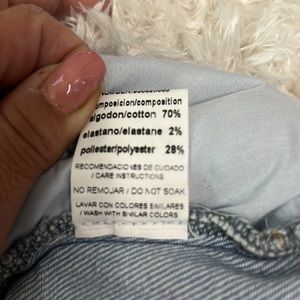 composicion/composition
algodon/cotton 70%
elastano/elastane 2%
poliester/polyester 28%
RECOMENDACIONES DE CUIDADO
/ CARE INSTRUCTIONS
NO REMOJAR / DO NOT SOAK
LAVAR CON COLORES SIMILARES
/ WASH WITH SIMILAR COLORS